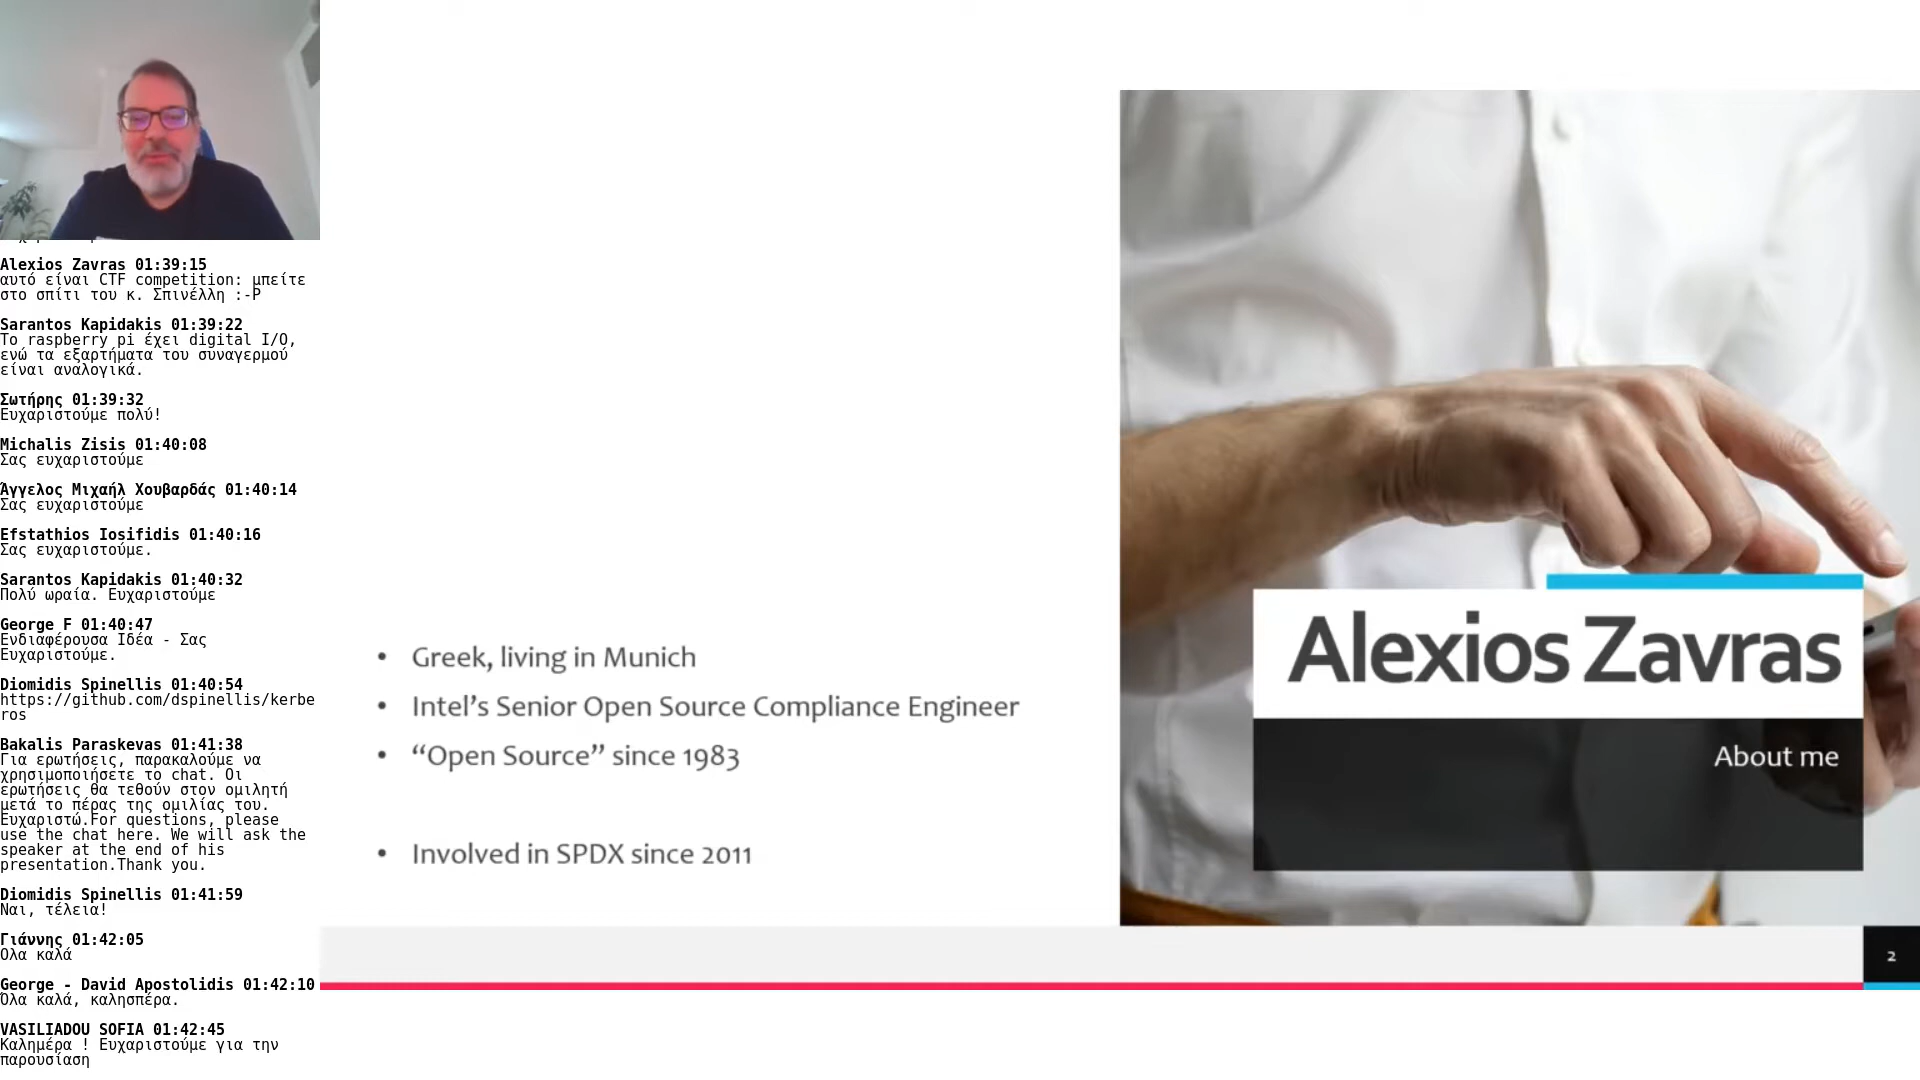 Alexios Zavras 01:39:15
αυτό είναι CTF competition: μπείτε
στο σπίτι του κ. Σπινέλλη :-P
Sarantos Kapidakis 01:39:22
Το raspberry pi έχει digital I/O,
ενώ τα εξαρτήματα του συναγερμού
είναι αναλογικά.
Σωτήρης 01:39:32
Ευχαριστούμε πολύ!
Michalis Zisis 01:40:08
Σας ευχαριστούμε
Άγγελος Μιχαήλ Χουβαρδάς 01:40:14
Σας ευχαριστούμε
Efstathios Iosifidis 01:40:16
Σας ευχαριστούμε.
Sarantos Kapidakis 01:40:32
Πολύ ωραία. Ευχαριστούμε
George F 01:40:47
Ενδιαφέρουσα Ιδέα - Σας
Ευχαριστούμε.
Diomidis Spinellis 01:40:54
https://github.com/dspinellis/kerbe
ros
Bakalis Paraskevas 01:41:38
Για ερωτήσεις, παρακαλούμε να
χρησιμοποιήσετε το chat. Οι
ερωτήσεις θα τεθούν στον ομιλητή
μετά το πέρας της ομιλίας του.
Ευχαριστώ.For questions, please
use the chat here. We will ask the
speaker at the end of his
presentation.Thank you.
Diomidis Spinellis 01:41:59
Ναι, τέλεια!
Γιάννης 01:42:05
Ολα καλά
George - David Apostolidis 01:42:10
Όλα καλά, καλησπέρα.
VASILIADOU SOFIA 01:42:45
Καλημέρα ! Ευχαριστούμε για την
παρουσίαση
• Greek, living in Munich
• Intel’s Senior Open Source Compliance Engineer
• “Open Source” since 1983
• Involved in SPDX since 2011
Alexios Zavras
About me
2